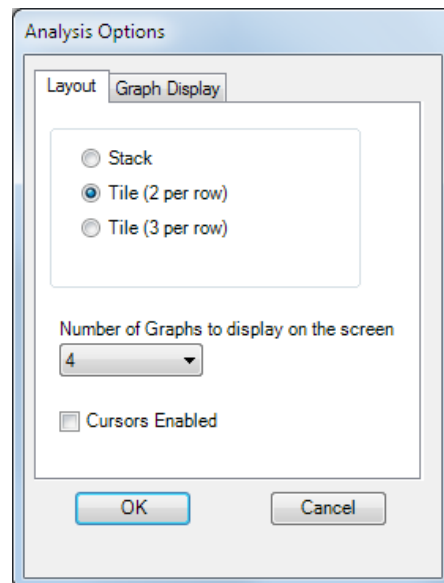 Analysis Options
Layout Graph Display
Stack
Tile (2 per row)
Tile (3 per row)
Number of Graphs to display on the screen
4
Cursors Enabled
OK Cancel